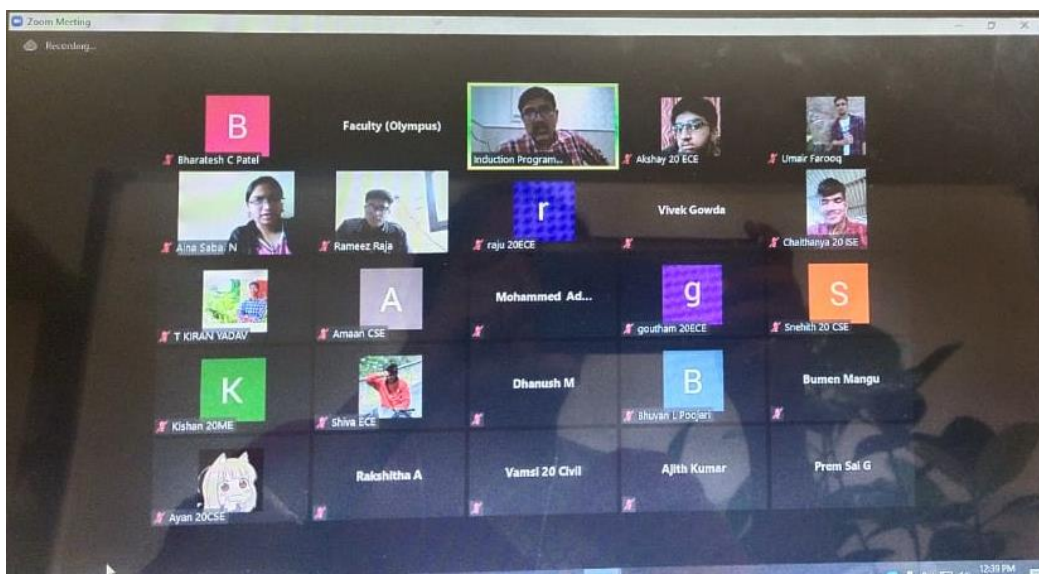 Zoom Meeting
Recording...
B
Bharatesh C Patel
Faculty (Olympus)
Induction Program...
Akshay 20 ECE
Umair Farooq
Aina Saba. N
Rameez Raja
r
raju 20ECE
Vivek Gowda
Chaithanya 20 ISE
T KIRAN YADAV
A
Amaan CSE
Mohammed Ad...
g
goutham 20ECE
S
Snehith 20 CSE
K
Kishan 20ME
Shiva ECE
Dhanush M
B
Bhuvan L Poojari
Bumen Mangu
Ayan 20CSE
Rakshitha A
Vamsi 20 Civil
Ajith Kumar
Prem Sai G
12:39 PM